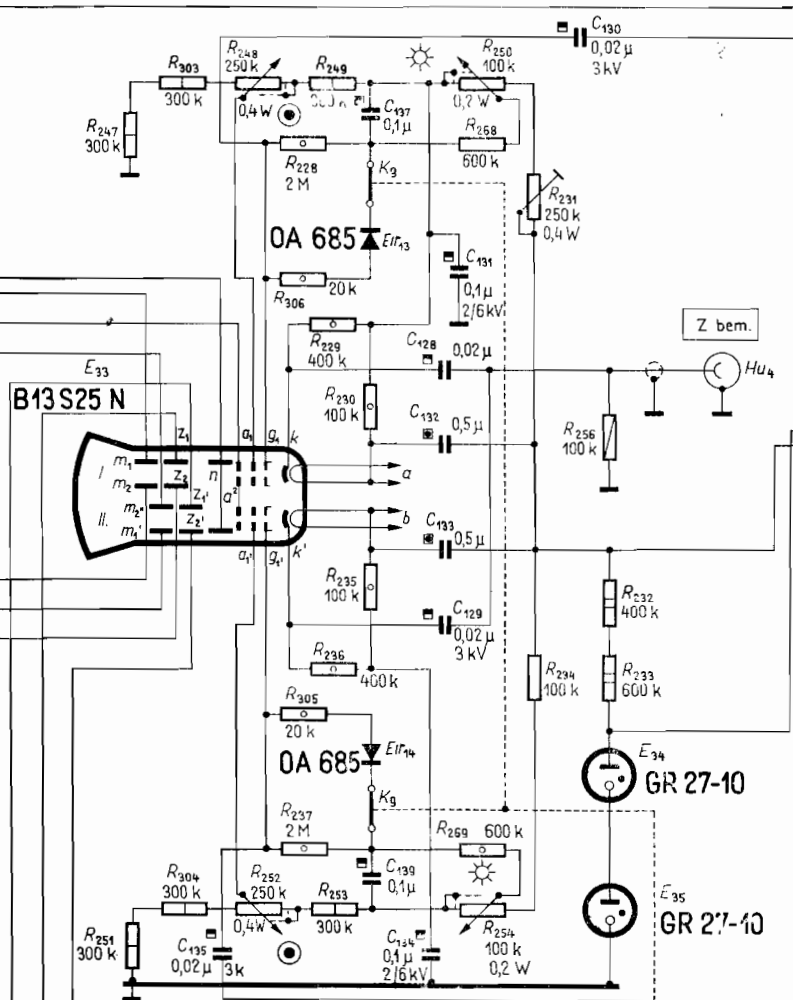 C130
0,02µ
3kV
R248
250k
R250
100k
R303
300k
R249
0,4W
C137
0,1µ
0,2W
R247
300k
R228
2M
K3
R268
600k
R231
250k
0,4W
OA 685
Elr13
C131
0,1µ
2/6kV
R306
20k
Z bem.
R229
400k
C128
0,02µ
Hu4
E33
B13 S25 N
R230
100k
C132
0,5µ
R256
100k
z1
a1
g1
k
I
m1
z2
n
a
m2
z1'
a2
II.
m2"
z2'
b
m1'
C133
0,5µ
a1'
g1'
k'
R235
100k
R232
400k
C129
0,02µ
3kV
R236
400k
R234
100k
R233
600k
R305
20k
Elr14
OA 685
E34
GR 27-10
K9
R237
2M
R269
600k
R304
300k
R252
250k
C139
0,1µ
R253
300k
E35
GR 27-10
R251
300k
0,4W
C135
0,02µ
3k
C134
0,1µ
2/6kV
R254
100k
0,2W